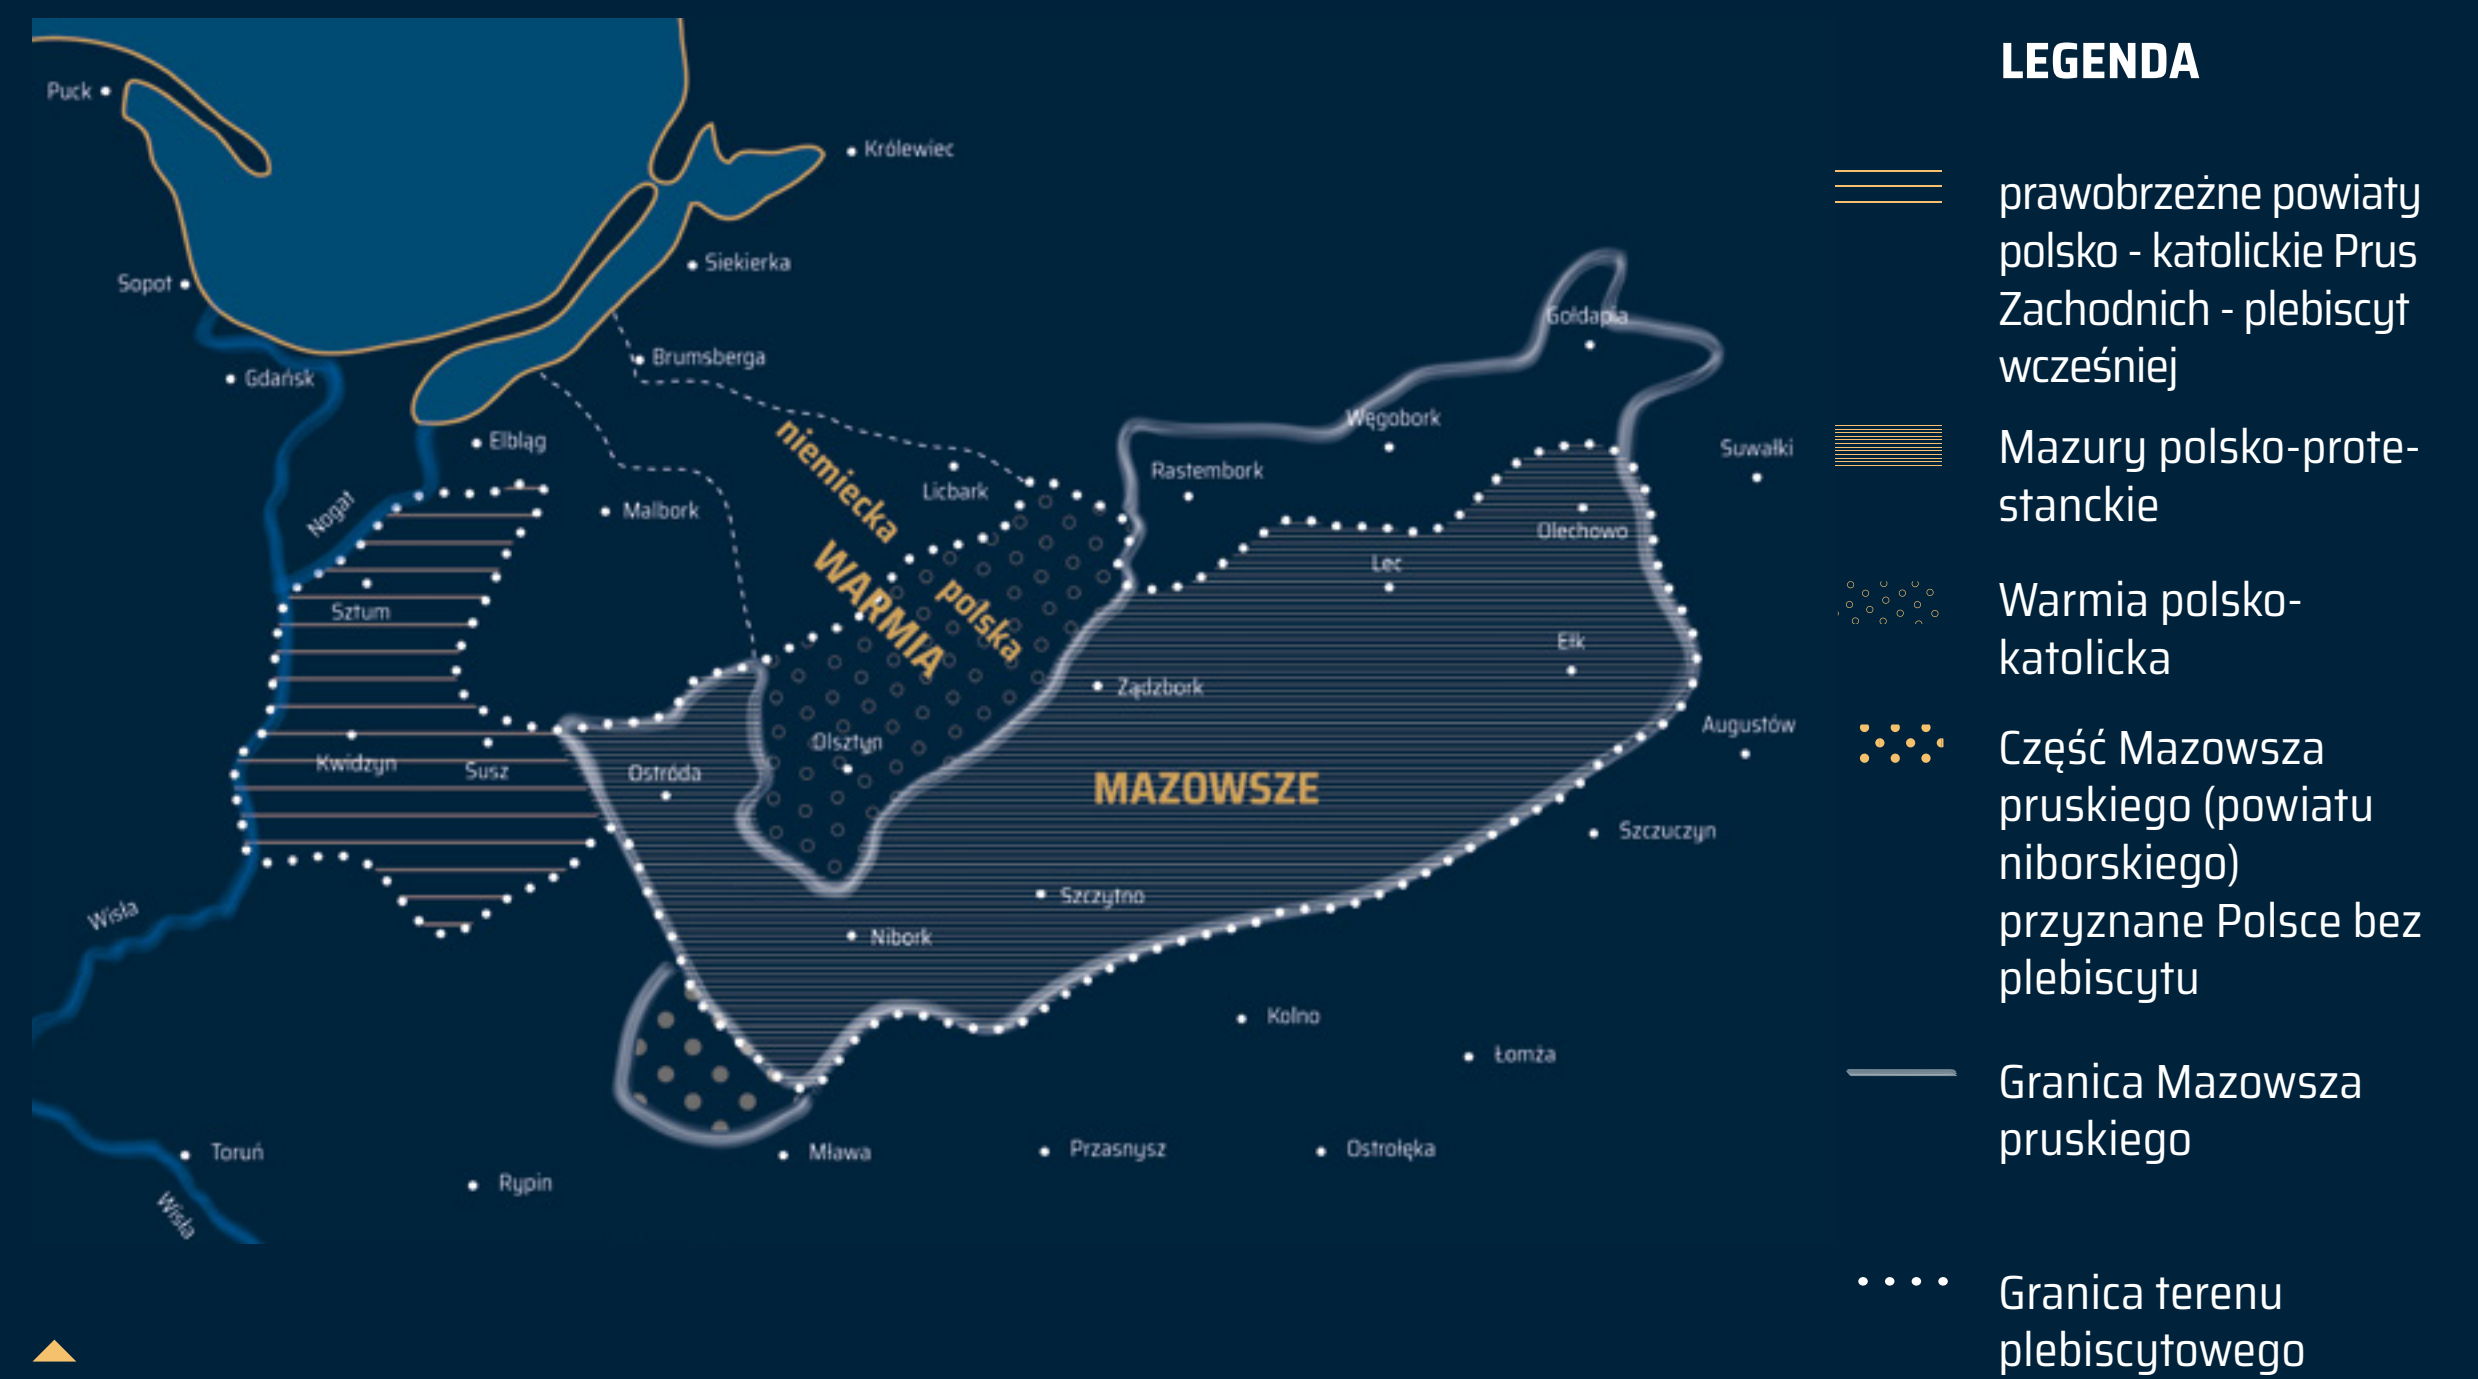 Puck
Królewiec
Siekierka
Sopot
Gołdapia
Brumsberga
Gdańsk
Węgobork
Elbląg
niemiecka
Suwałki
Rastembork
Licbark
Nogat
Malbork
Olechowo
Lec
WARMIA
polska
Sztum
Ełk
Żądzbork
Augustów
Olsztyn
Kwidzyn
Susz
Ostróda
MAZOWSZE
Szczuczyn
Szczytno
Wisła
Nibork
Kolno
Łomża
Toruń
Mława
Przasnysz
Ostrołęka
Rypin
Wisła
LEGENDA
prawobrzeżne powiaty
polsko - katolickie Prus
Zachodnich - plebiscyt
wcześniej
Mazury polsko-prote-
stanckie
Warmia polsko-
katolicka
Część Mazowsza
pruskiego (powiatu
niborskiego)
przyznane Polsce bez
plebiscytu
Granica Mazowsza
pruskiego
Granica terenu
plebiscytowego